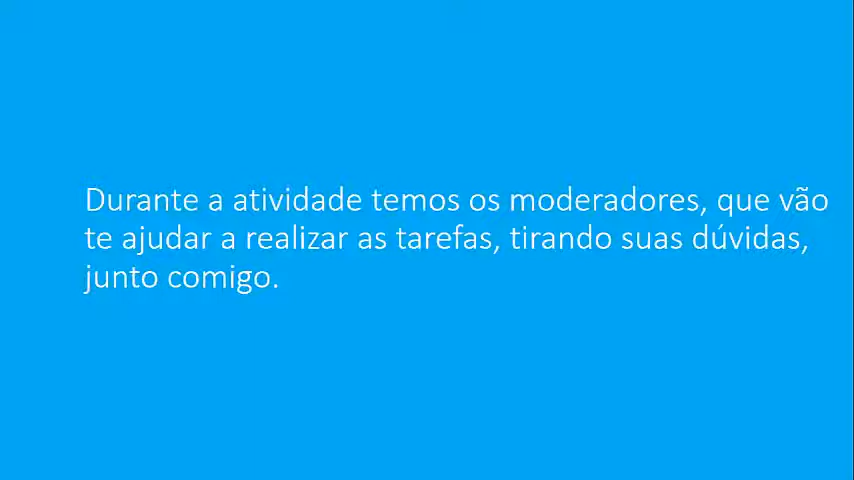 Durante a atividade temos os moderadores, que vão
te ajudar a realizar as tarefas, tirando suas dúvidas,
junto comigo.